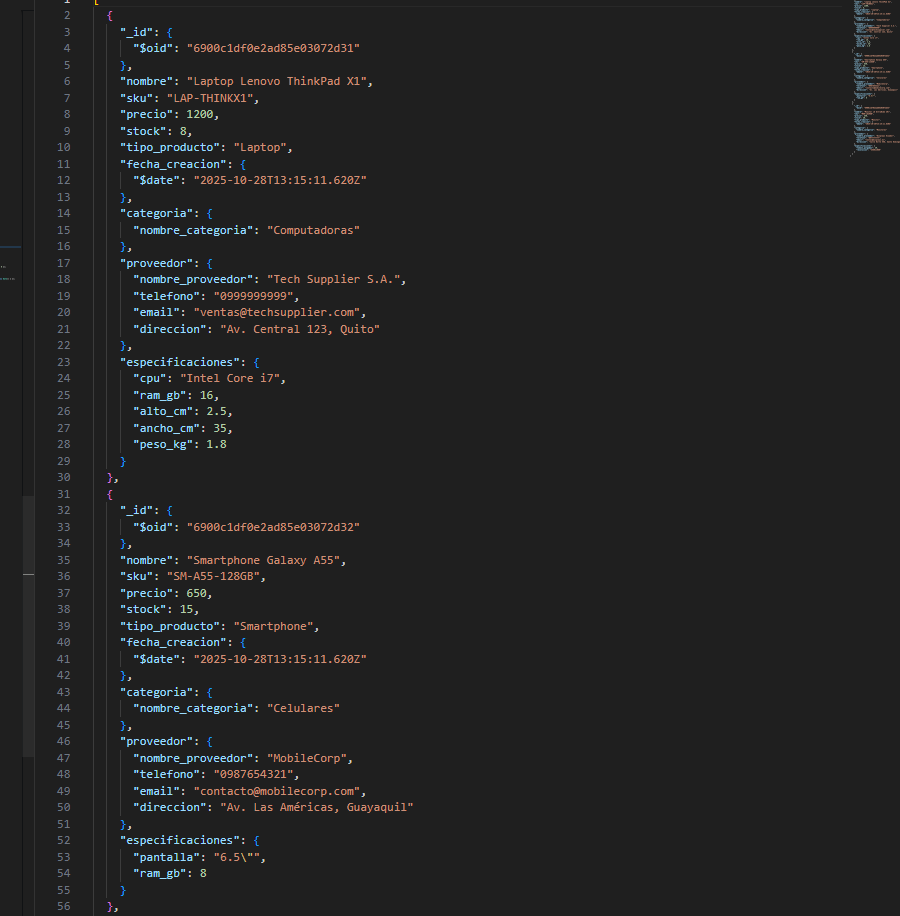 1 [
2 {
3 "_id": {
4 "$oid": "6900c1df0e2ad85e03072d31"
5 },
6 "nombre": "Laptop Lenovo ThinkPad X1",
7 "sku": "LAP-THINKX1",
8 "precio": 1200,
9 "stock": 8,
10 "tipo_producto": "Laptop",
11 "fecha_creacion": {
12 "$date": "2025-10-28T13:15:11.620Z"
13 },
14 "categoria": {
15 "nombre_categoria": "Computadoras"
16 },
17 "proveedor": {
18 "nombre_proveedor": "Tech Supplier S.A.",
19 "telefono": "0999999999",
20 "email": "ventas@techsupplier.com",
21 "direccion": "Av. Central 123, Quito"
22 },
23 "especificaciones": {
24 "cpu": "Intel Core i7",
25 "ram_gb": 16,
26 "alto_cm": 2.5,
27 "ancho_cm": 35,
28 "peso_kg": 1.8
29 }
30 },
31 {
32 "_id": {
33 "$oid": "6900c1df0e2ad85e03072d32"
34 },
35 "nombre": "Smartphone Galaxy A55",
36 "sku": "SM-A55-128GB",
37 "precio": 650,
38 "stock": 15,
39 "tipo_producto": "Smartphone",
40 "fecha_creacion": {
41 "$date": "2025-10-28T13:15:11.620Z"
42 },
43 "categoria": {
44 "nombre_categoria": "Celulares"
45 },
46 "proveedor": {
47 "nombre_proveedor": "MobileCorp",
48 "telefono": "0987654321",
49 "email": "contacto@mobilecorp.com",
50 "direccion": "Av. Las Américas, Guayaquil"
51 },
52 "especificaciones": {
53 "pantalla": "6.5\"",
54 "ram_gb": 8
55 }
56 },